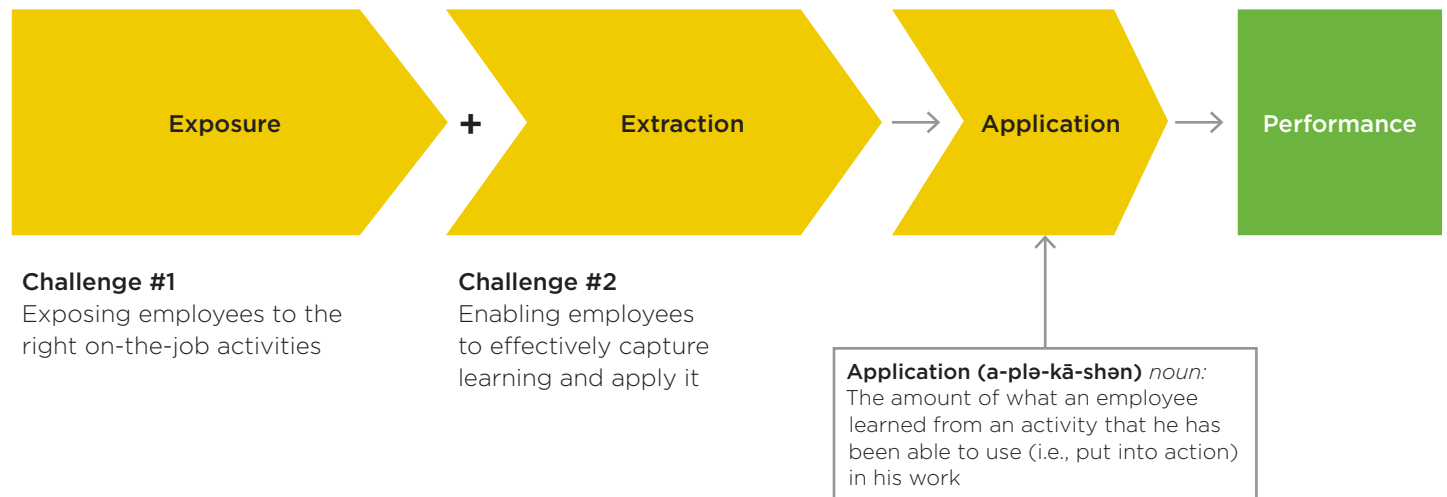 Exposure
+
Extraction
Application
Performance
Challenge #1
Exposing employees to the
right on-the-job activities
Challenge #2
Enabling employees
to effectively capture
learning and apply it
Application (a-plə-kā-shən) noun:
The amount of what an employee
learned from an activity that he has
been able to use (i.e., put into action)
in his work